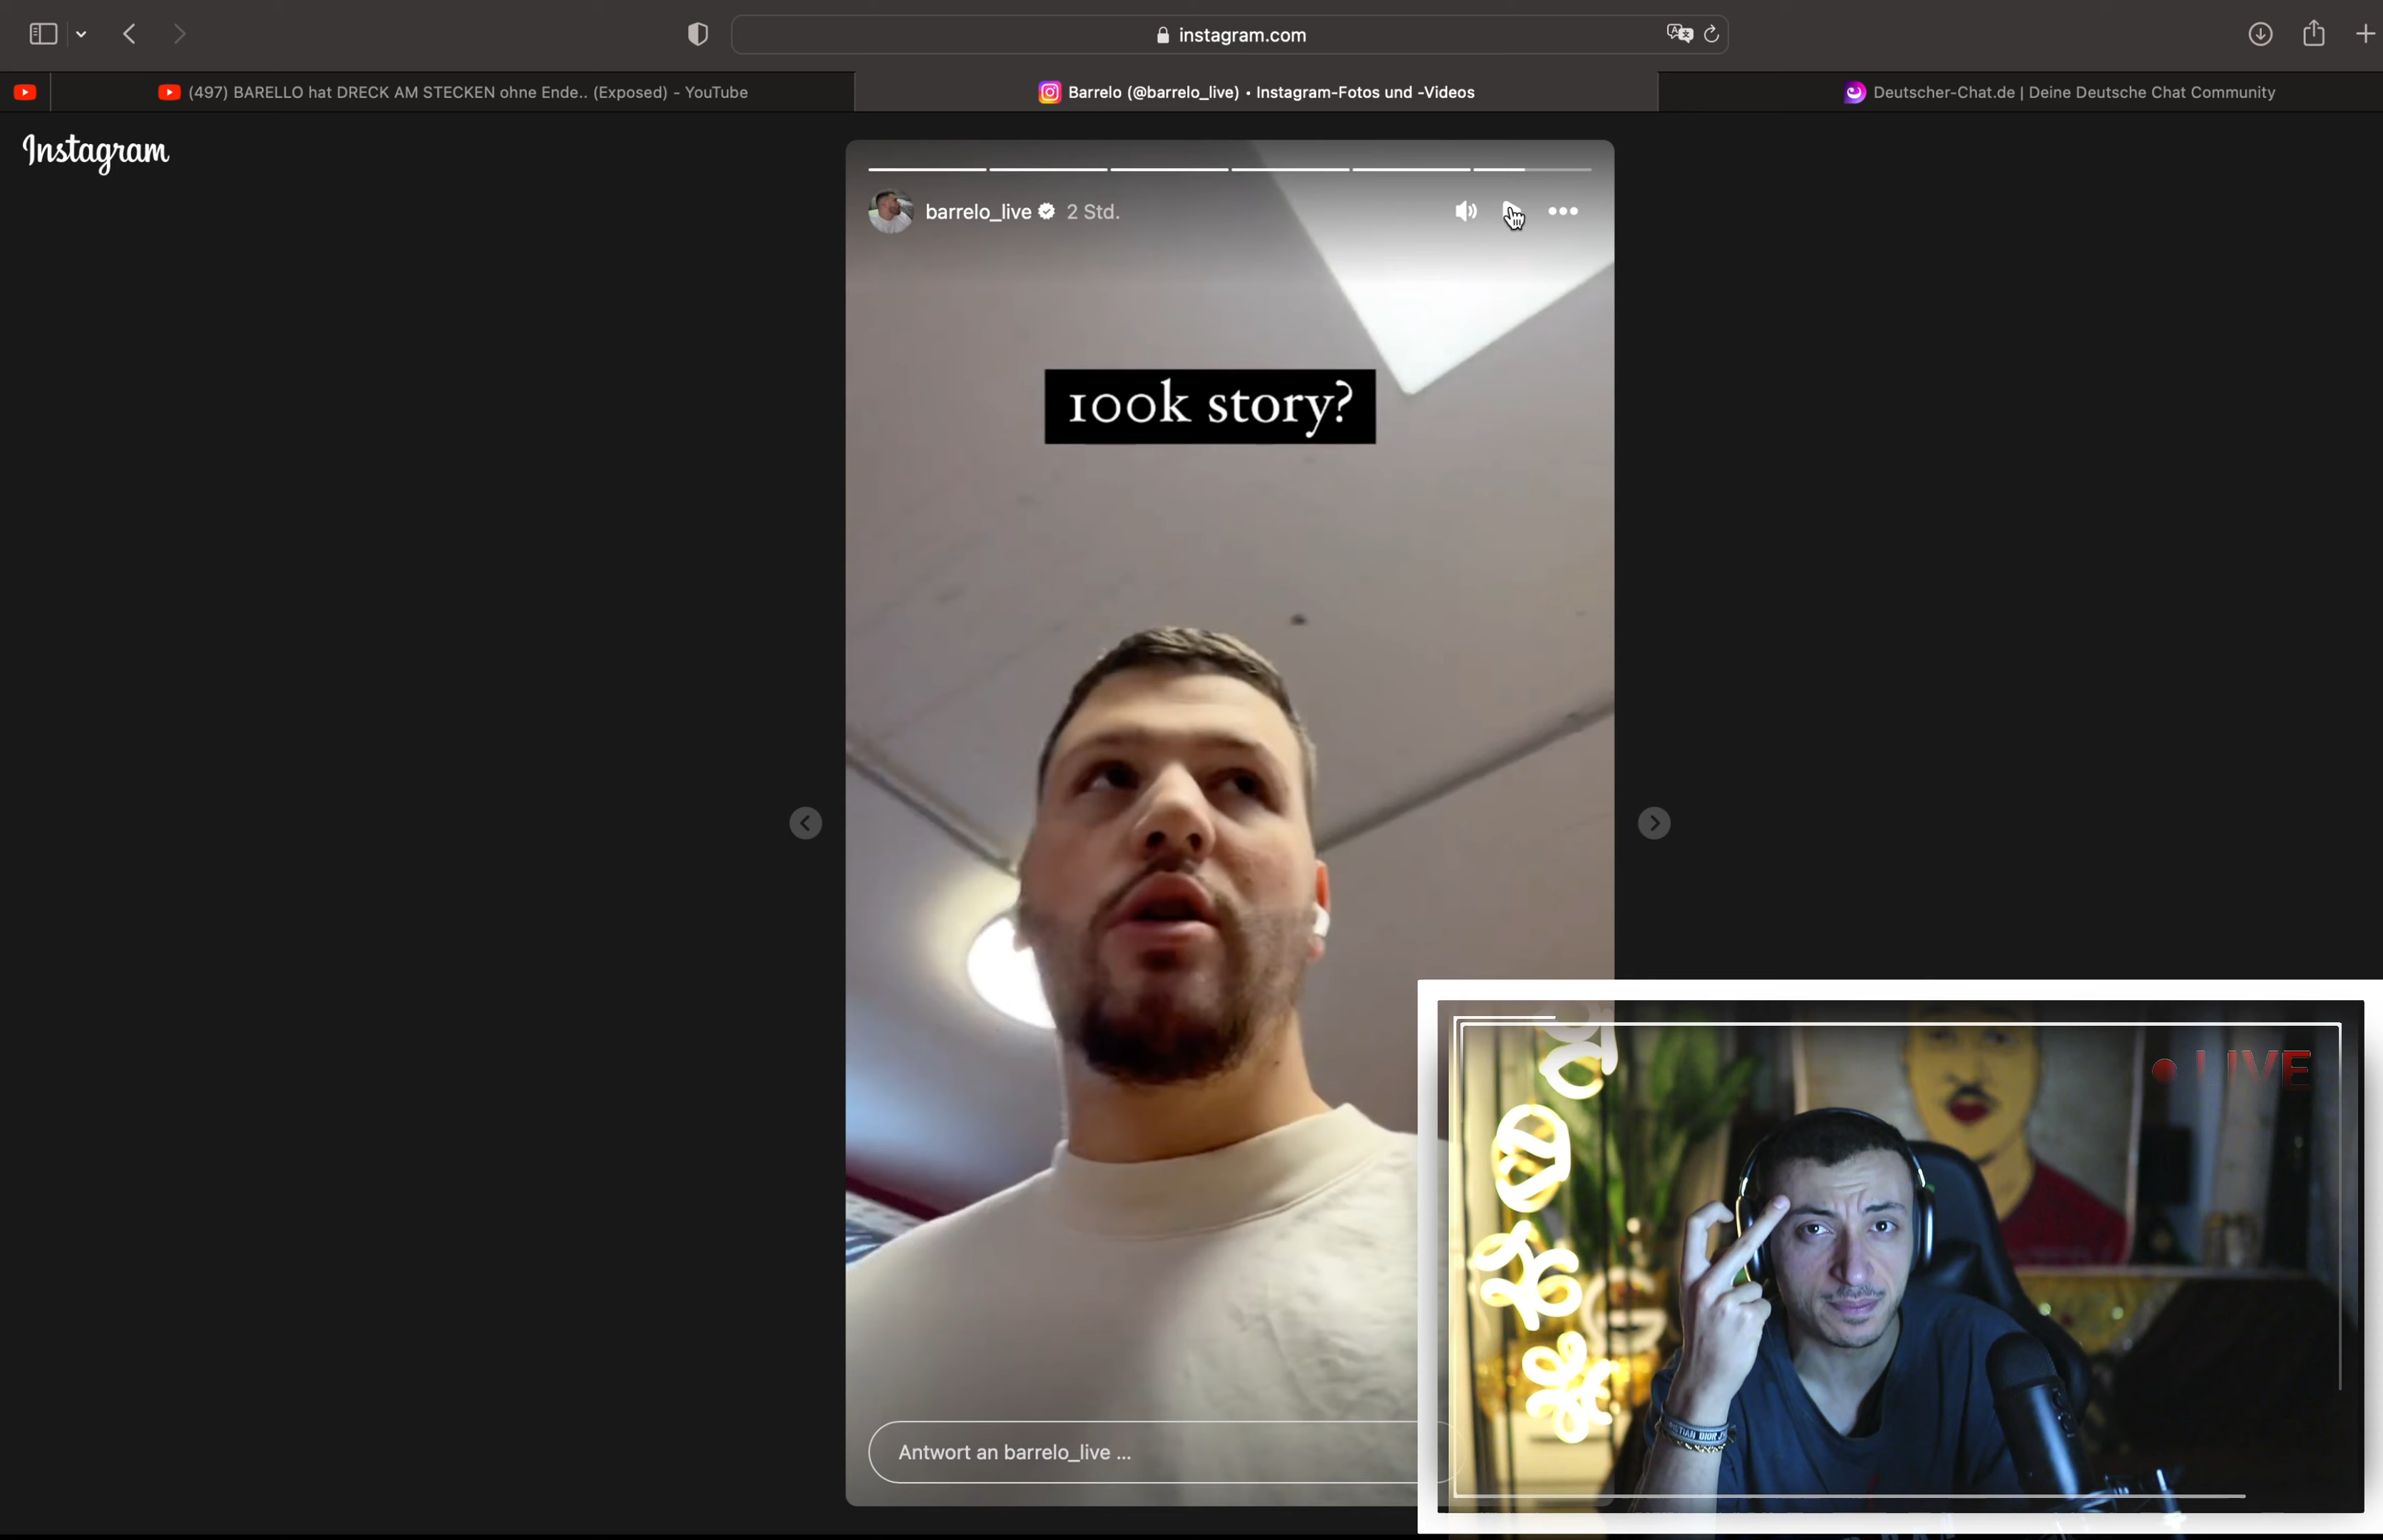 instagram.com
(497) BARELLO hat DRECK AM STECKEN ohne Ende.. (Exposed) - YouTube
Barrelo (@barrelo_live) • Instagram-Fotos und -Videos
Deutscher-Chat.de | Deine Deutsche Chat Community
Instagram
barrelo_live 2 Std.
100k story?
LIVE
Antwort an barrelo_live ...